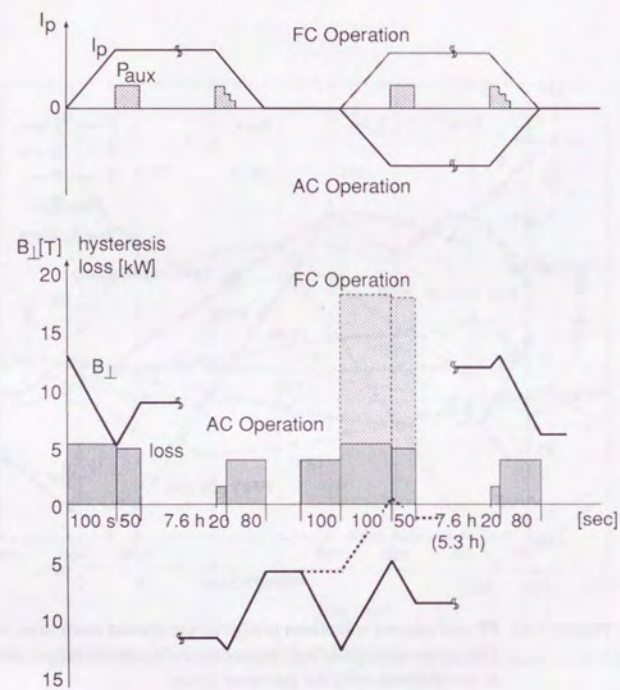 Ip
Ip
FC Operation
Paux
0
AC Operation
B⊥[T] hysteresis
loss [kW]
20
FC Operation
15
B⊥
10
AC Operation
5
loss
0
100 s 50 7.6 h 20 80 100 100 50 7.6 h 20 80 [sec]
(5.3 h)
5
10
15